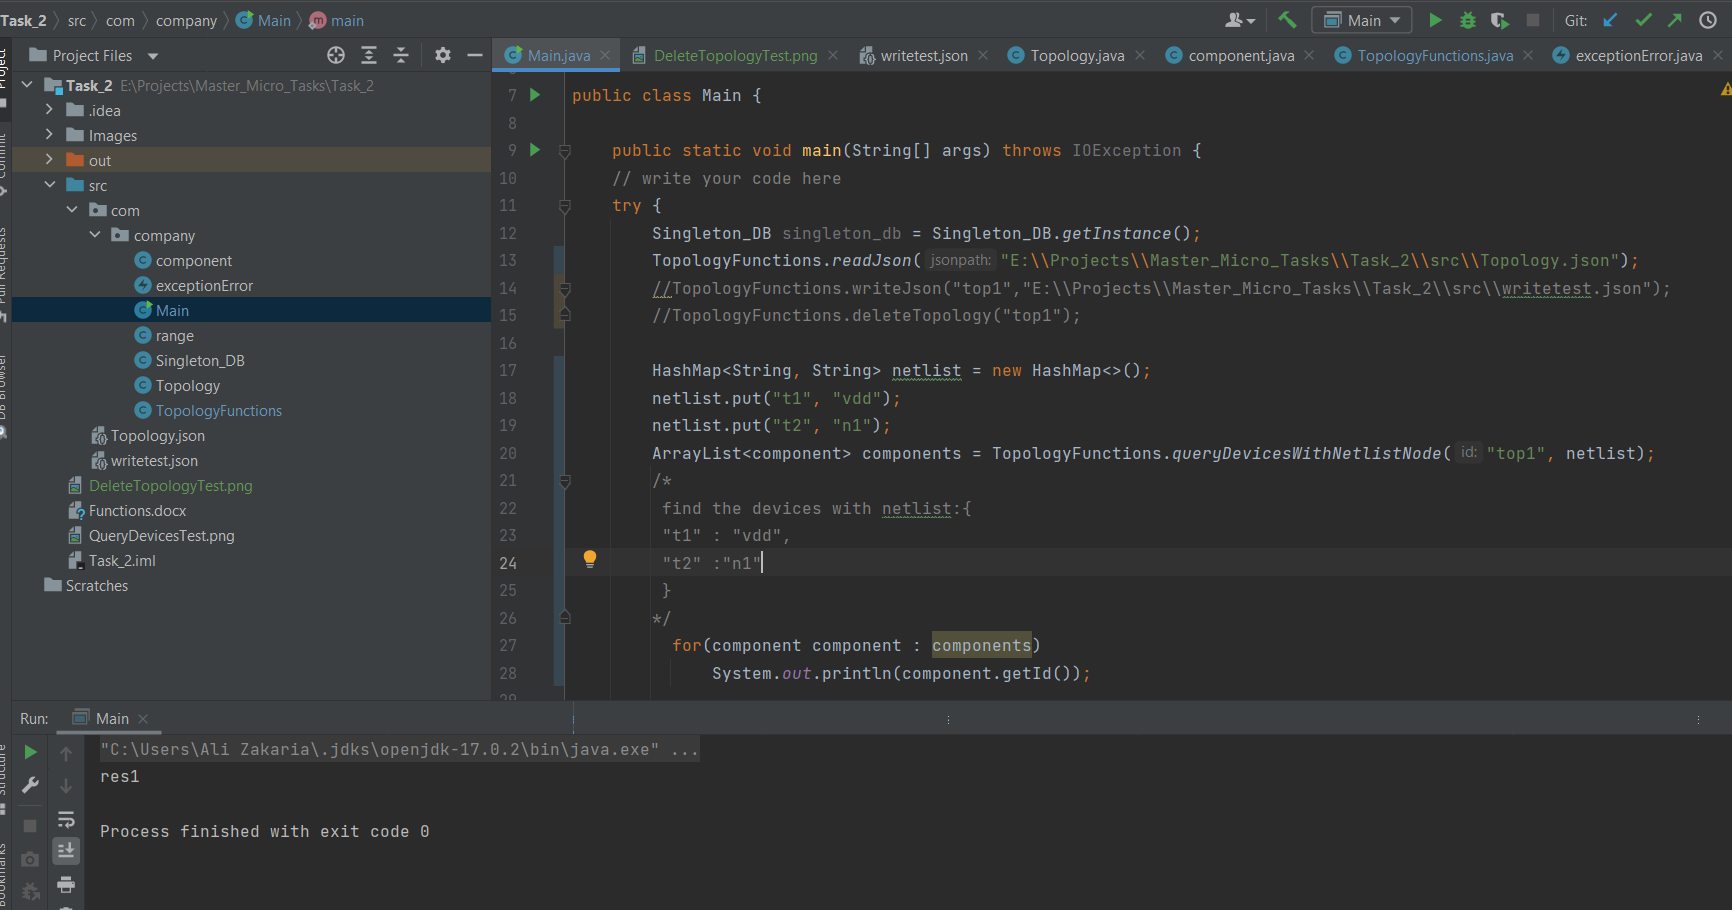 Task_2 src com company Main main
Main
Git:
Project
Commit
Pull Requests
DB Browser
Structure
Bookmarks
Project Files
Main.java DeleteTopologyTest.png writetest.json Topology.java component.java TopologyFunctions.java exceptionError.java
Task_2 E:\Projects\Master_Micro_Tasks\Task_2
.idea
Images
out
src
com
company
component
exceptionError
Main
range
Singleton_DB
Topology
TopologyFunctions
Topology.json
writetest.json
DeleteTopologyTest.png
Functions.docx
QueryDevicesTest.png
Task_2.iml
Scratches
7 public class Main {
8
9 public static void main(String[] args) throws IOException {
10 // write your code here
11 try {
12 Singleton_DB singleton_db = Singleton_DB.getInstance();
13 TopologyFunctions.readJson( jsonpath: "E:\\Projects\\Master_Micro_Tasks\\Task_2\\src\\Topology.json");
14 //TopologyFunctions.writeJson("top1","E:\\Projects\\Master_Micro_Tasks\\Task_2\\src\\writetest.json");
15 //TopologyFunctions.deleteTopology("top1");
16
17 HashMap<String, String> netlist = new HashMap<>();
18 netlist.put("t1", "vdd");
19 netlist.put("t2", "n1");
20 ArrayList<component> components = TopologyFunctions.queryDevicesWithNetlistNode( id: "top1", netlist);
21 /*
22 find the devices with netlist:{
23 "t1" : "vdd",
24 "t2" :"n1"
25 }
26 */
27 for(component component : components)
28 System.out.println(component.getId());
29
Run: Main
"C:\Users\Ali Zakaria\.jdks\openjdk-17.0.2\bin\java.exe" ...
res1
Process finished with exit code 0